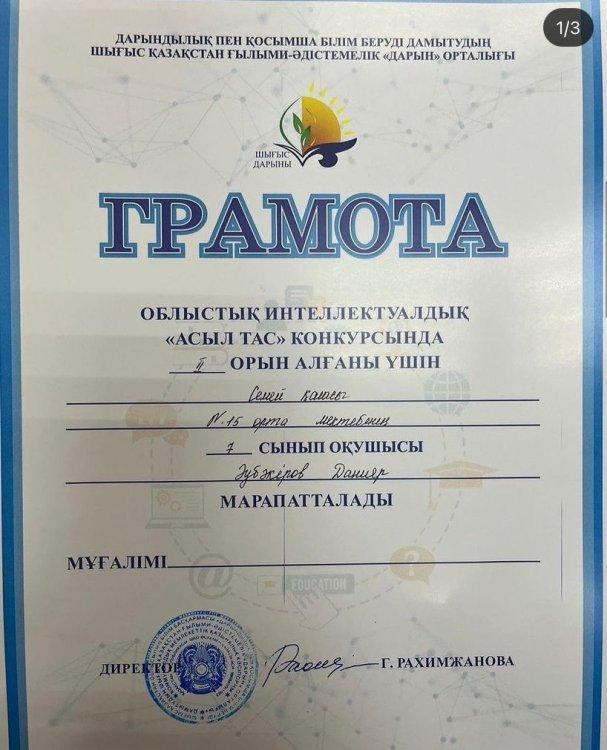 1/3
ДАРЫНДЫЛЫҚ ПЕН ҚОСЫМША БІЛІМ БЕРУДІ ДАМЫТУДЫҢ
ШЫҒЫС ҚАЗАҚСТАН ҒЫЛЫМИ-ӘДІСТЕМЕЛІК «ДАРЫН» ОРТАЛЫҒЫ
ШЫҒЫС
ДАРЫНЫ
ГРАМОТА
ОБЛЫСТЫҚ ИНТЕЛЛЕКТУАЛДЫҚ
«АСЫЛ ТАС» КОНКУРСЫНДА
II ОРЫН АЛҒАНЫ ҮШІН
Семей қаласы
№15 орта мектебінің
7 СЫНЫП ОҚУШЫСЫ
Әубәкіров Данияр
МАРАПАТТАЛАДЫ
МҰҒАЛІМІ
EDUCATION
ДИРЕКТОР Г. РАХИМЖАНОВА